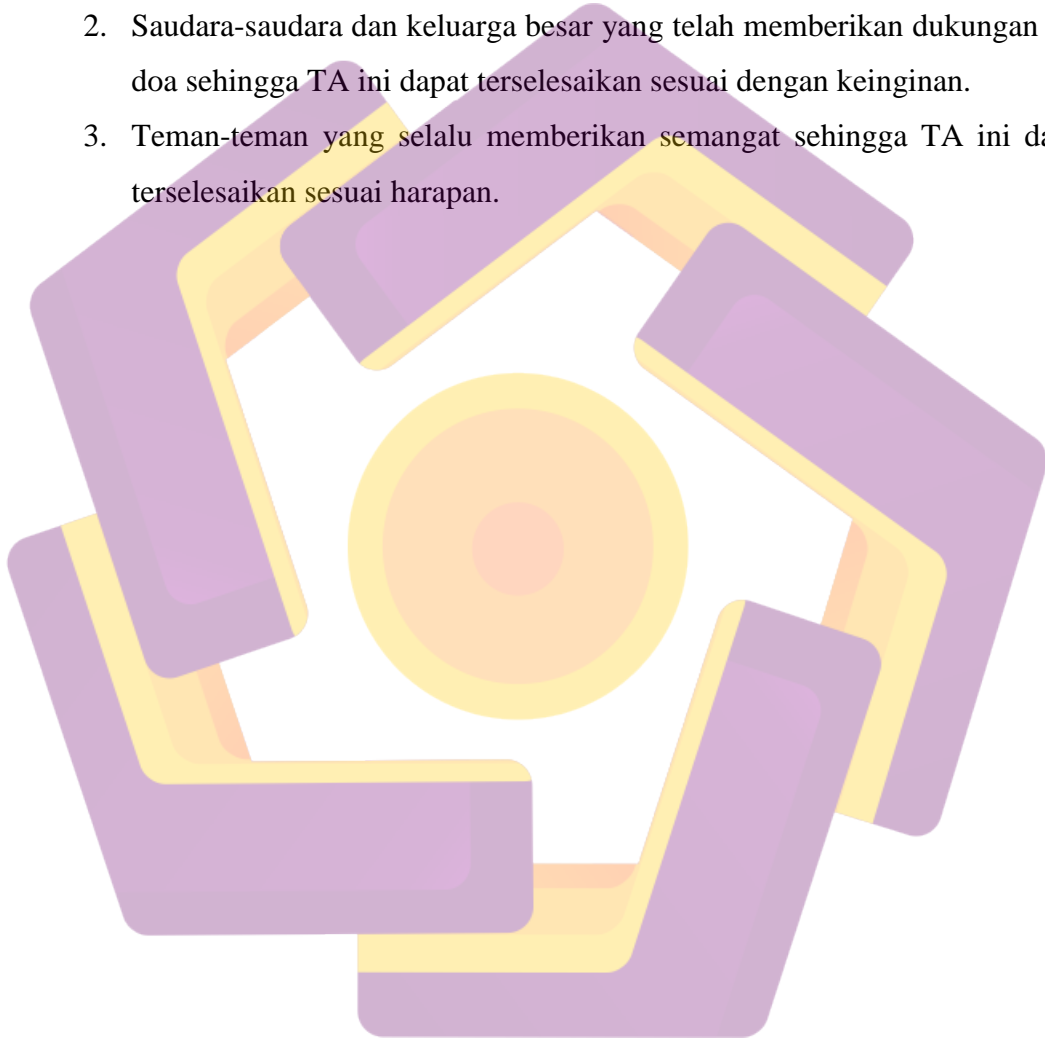 2. Saudara-saudara dan keluarga besar yang telah memberikan dukungan
doa sehingga TA ini dapat terselesaikan sesuai dengan keinginan.
3. Teman-teman yang selalu memberikan semangat sehingga TA ini da
terselesaikan sesuai harapan.